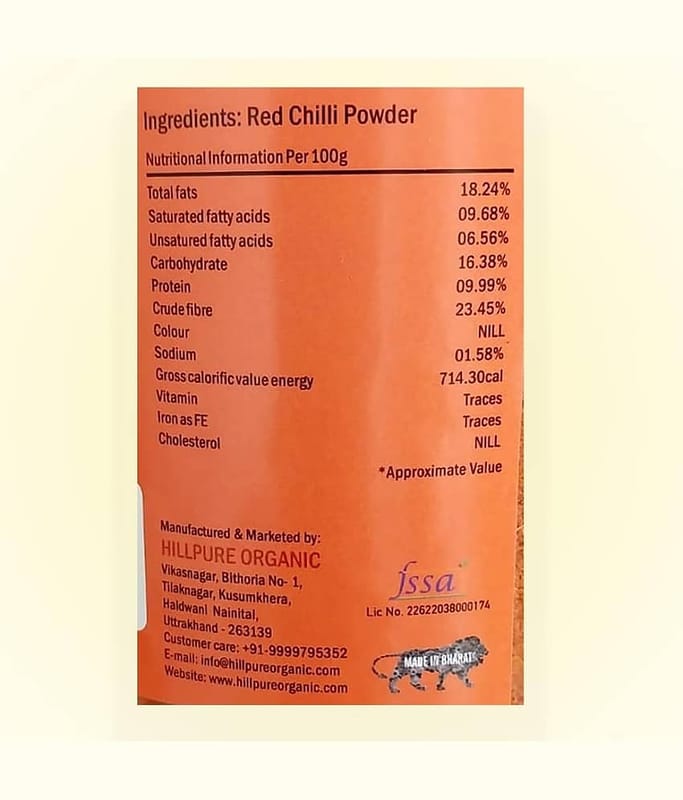 Ingredients: Red Chilli Powder
Nutritional Information Per 100g
Total fats 18.24%
Saturated fatty acids 09.68%
Unsatured fatty acids 06.56%
Carbohydrate 16.38%
Protein 09.99%
Crude fibre 23.45%
Colour NILL
Sodium 01.58%
Gross calorific value energy 714.30cal
Vitamin Traces
Iron as FE Traces
Cholesterol NILL
*Approximate Value
Manufactured & Marketed by:
HILLPURE ORGANIC
Vikasnagar, BIthoria No- 1,
Tilaknagar, Kusumkhera,
Haldwani Nainital,
Uttrakhand - 263139
Customer care: +91-9999795352
E-mail: info@hillpureorganic.com
Website: www.hillpureorganic.com
fssa
Lic No. 22622038000174
MADE IN BHARAT